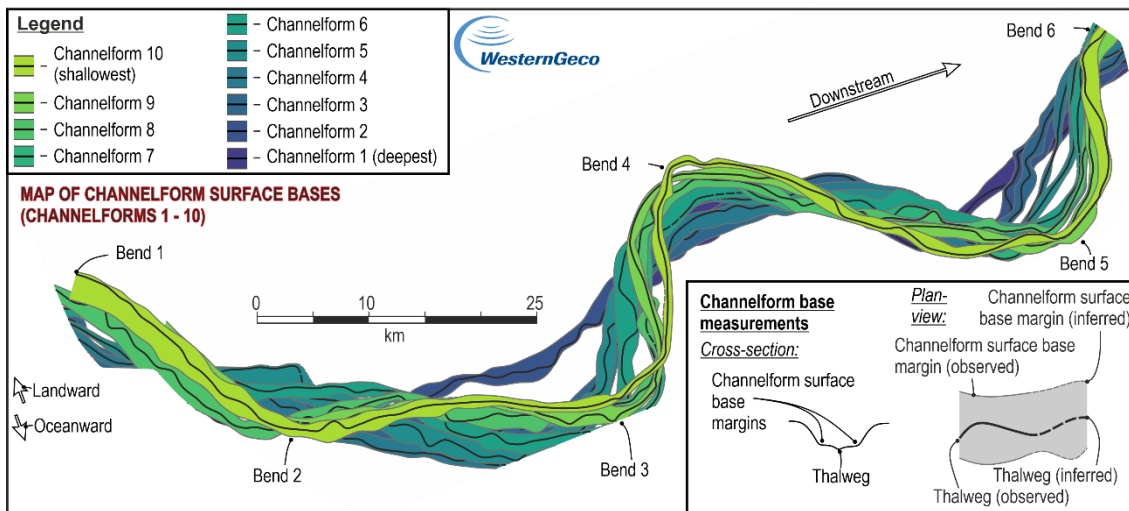 Legend
– Channelform 10
(shallowest)
– Channelform 9
– Channelform 8
– Channelform 7
– Channelform 6
– Channelform 5
– Channelform 4
– Channelform 3
– Channelform 2
– Channelform 1 (deepest)
WesternGeco
Downstream
Bend 6
Bend 4
MAP OF CHANNELFORM SURFACE BASES
(CHANNELFORMS 1 - 10)
Bend 1
Bend 5
0 10 25
km
Landward
Oceanward
Bend 2
Bend 3
Channelform base
measurements
Cross-section:
Channelform surface
base
margins
Thalweg
Plan-
view:
Channelform surface
base margin (inferred)
Channelform surface base
margin (observed)
Thalweg (inferred)
Thalweg (observed)